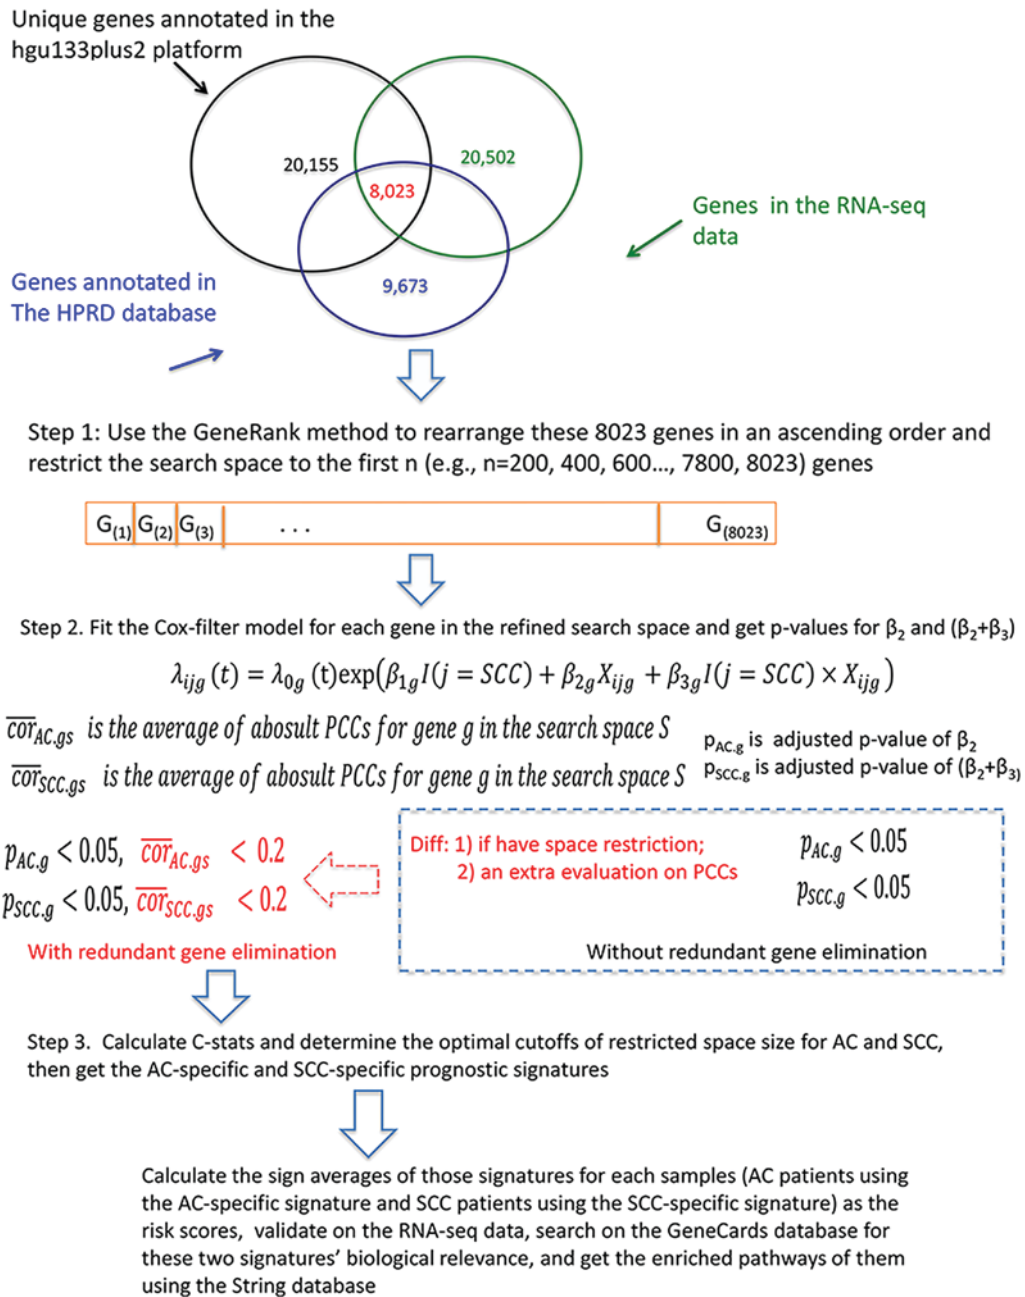 Unique genes annotated in the
hgu133plus2 platform
20,155
20,502
8,023
Genes in the RNA-seq
data
Genes annotated in
The HPRD database
9,673
Step 1: Use the GeneRank method to rearrange these 8023 genes in an ascending order and
restrict the search space to the first n (e.g., n=200, 400, 600..., 7800, 8023) genes
G(1) G(2) G(3) ... G(8023)
Step 2. Fit the Cox-filter model for each gene in the refined search space and get p-values for β2 and (β2+β3)
λijg (t) = λ0g (t)exp(β1gI(j = SCC) + β2gXijg + β3gI(j = SCC) × Xijg)
c̅o̅r̅AC.gs is the average of abosult PCCs for gene g in the search space S
c̅o̅r̅SCC.gs is the average of abosult PCCs for gene g in the search space S
pAC.g is adjusted p-value of β2
pSCC.g is adjusted p-value of (β2+β3)
pAC.g < 0.05, c̅o̅r̅AC.gs < 0.2
pSCC.g < 0.05, c̅o̅r̅SCC.gs < 0.2
With redundant gene elimination
Diff: 1) if have space restriction;
2) an extra evaluation on PCCs
pAC.g < 0.05
pSCC.g < 0.05
Without redundant gene elimination
Step 3. Calculate C-stats and determine the optimal cutoffs of restricted space size for AC and SCC,
then get the AC-specific and SCC-specific prognostic signatures
Calculate the sign averages of those signatures for each samples (AC patients using
the AC-specific signature and SCC patients using the SCC-specific signature) as the
risk scores, validate on the RNA-seq data, search on the GeneCards database for
these two signatures' biological relevance, and get the enriched pathways of them
using the String database